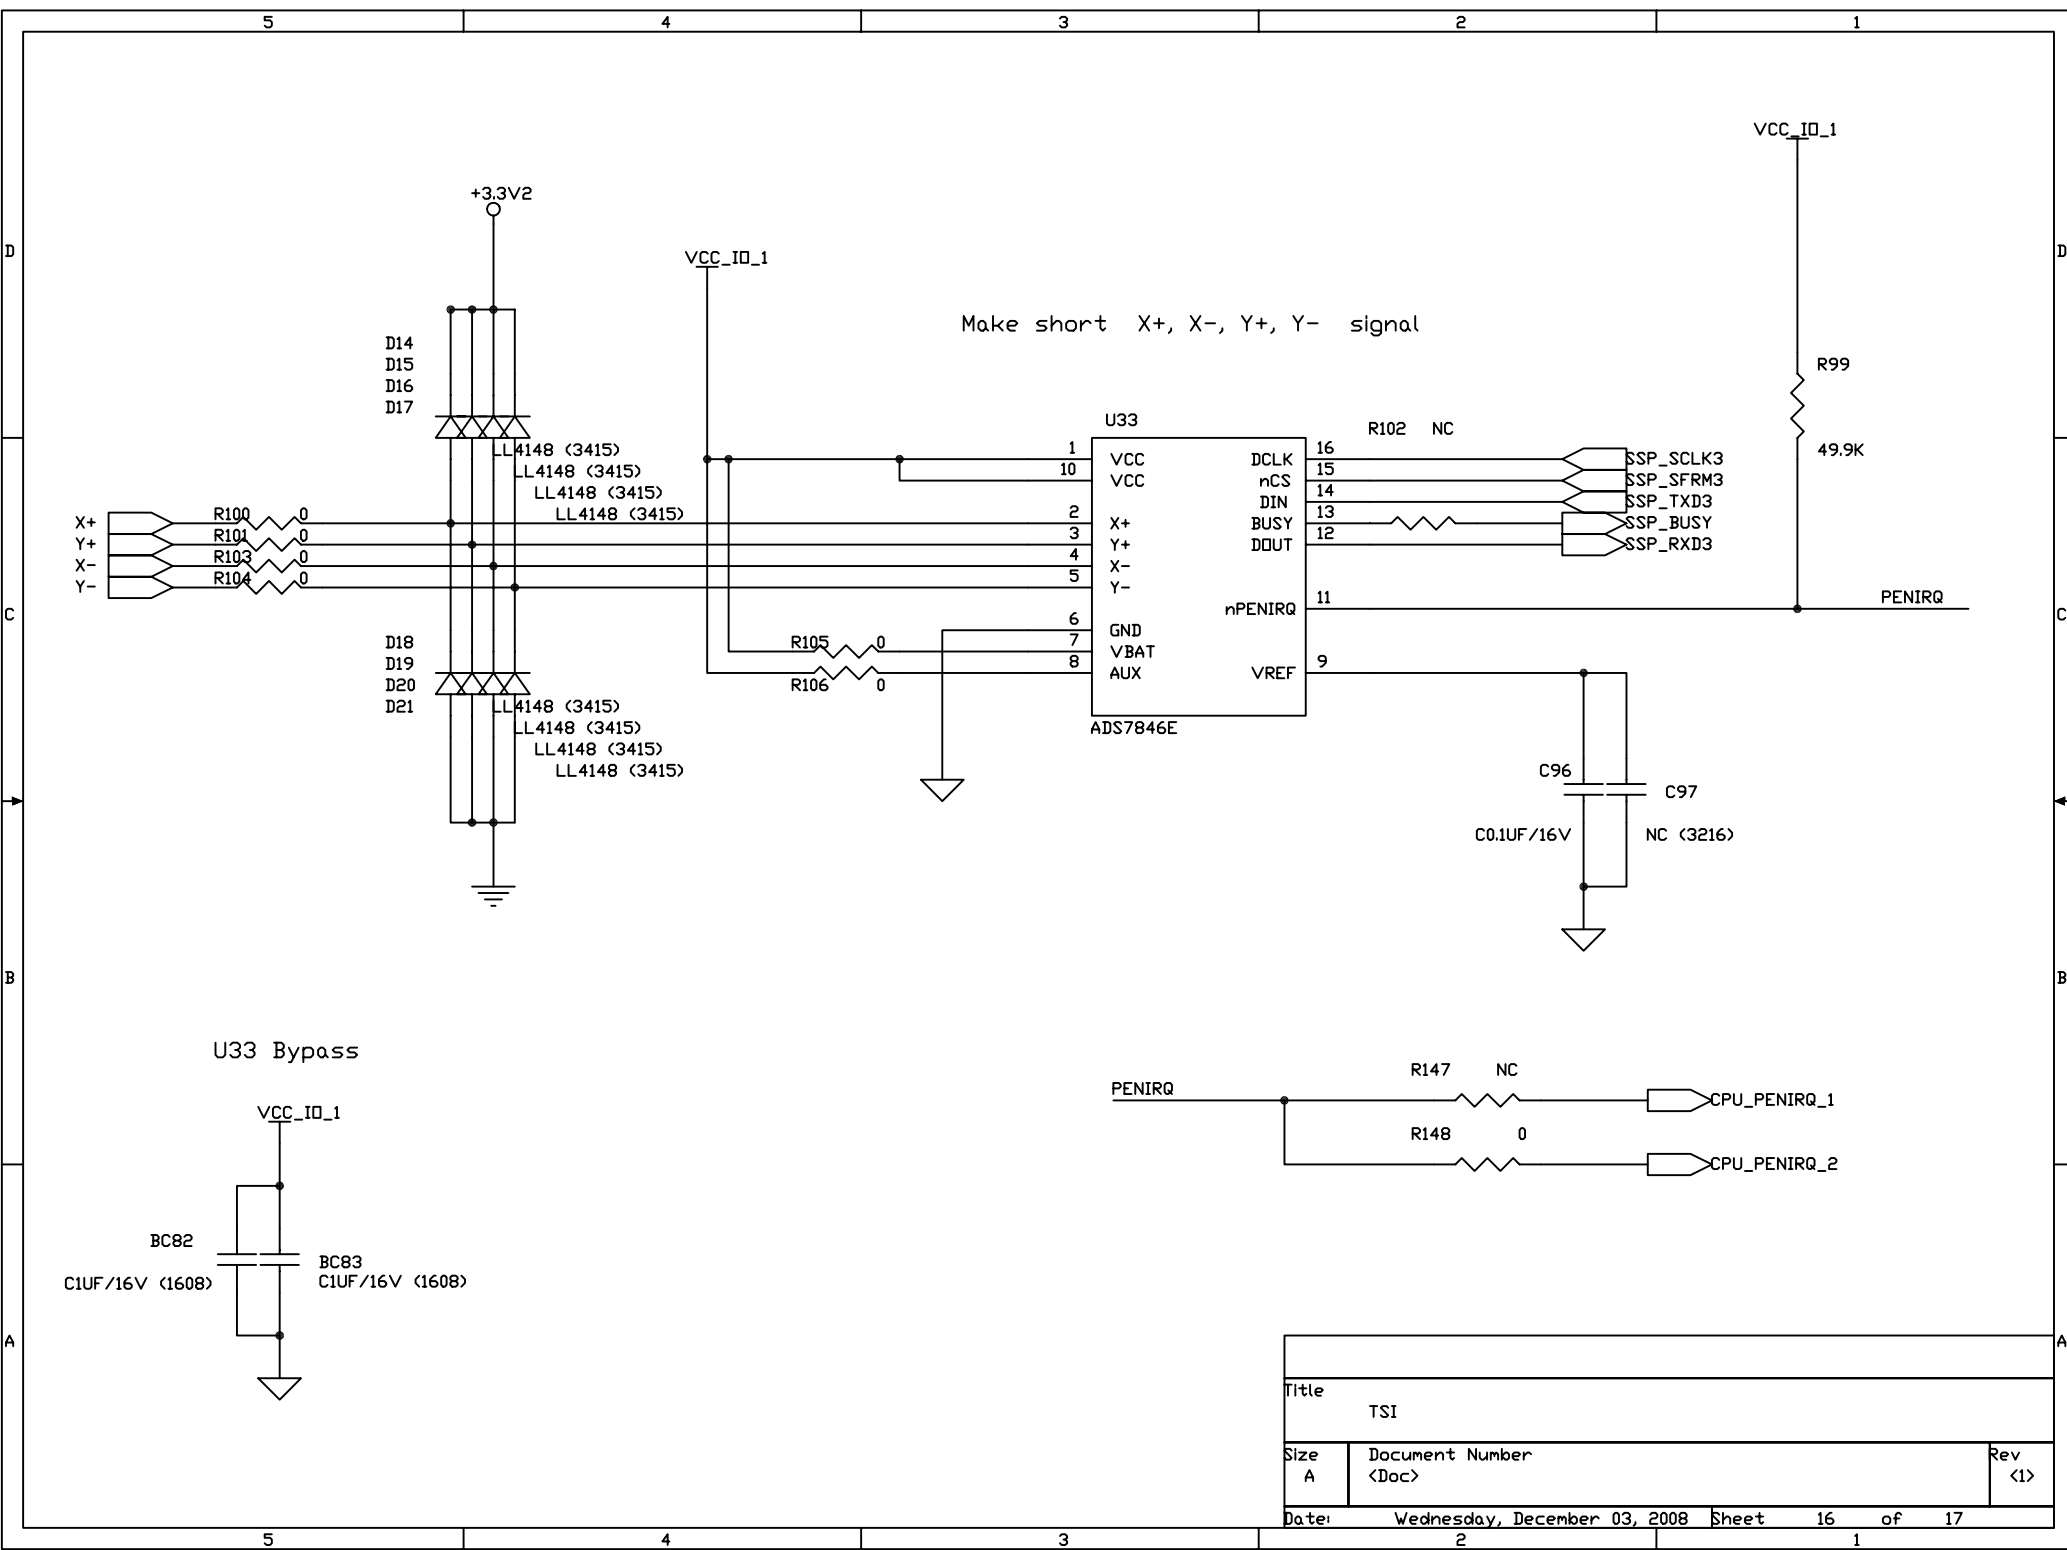 5 4 3 2 1
D D
C C
B B
A A
VCC_IO_1
+3.3V2
VCC_IO_1
Make short X+, X-, Y+, Y- signal
D14
D15
D16
D17
LL4148 (3415)
LL4148 (3415)
LL4148 (3415)
LL4148 (3415)
R99
49.9K
U33
R102 NC
1 VCC
10 VCC
2 X+
3 Y+
4 X-
5 Y-
6 GND
7 VBAT
8 AUX
DCLK 16 SSP_SCLK3
nCS 15 SSP_SFRM3
DIN 14 SSP_TXD3
BUSY 13 SSP_BUSY
DOUT 12 SSP_RXD3
nPENIRQ 11 PENIRQ
VREF 9
ADS7846E
X+ R100 0
Y+ R101 0
X- R103 0
Y- R104 0
R105 0
R106 0
D18
D19
D20
D21
LL4148 (3415)
LL4148 (3415)
LL4148 (3415)
LL4148 (3415)
C96
C0.1UF/16V
C97
NC (3216)
U33 Bypass
VCC_IO_1
BC82
C1UF/16V (1608)
BC83
C1UF/16V (1608)
PENIRQ
R147 NC
CPU_PENIRQ_1
R148 0
CPU_PENIRQ_2
Title
TSI
Size
A
Document Number
<Doc>
Rev
<1>
Date: Wednesday, December 03, 2008 Sheet 16 of 17
5 4 3 2 1